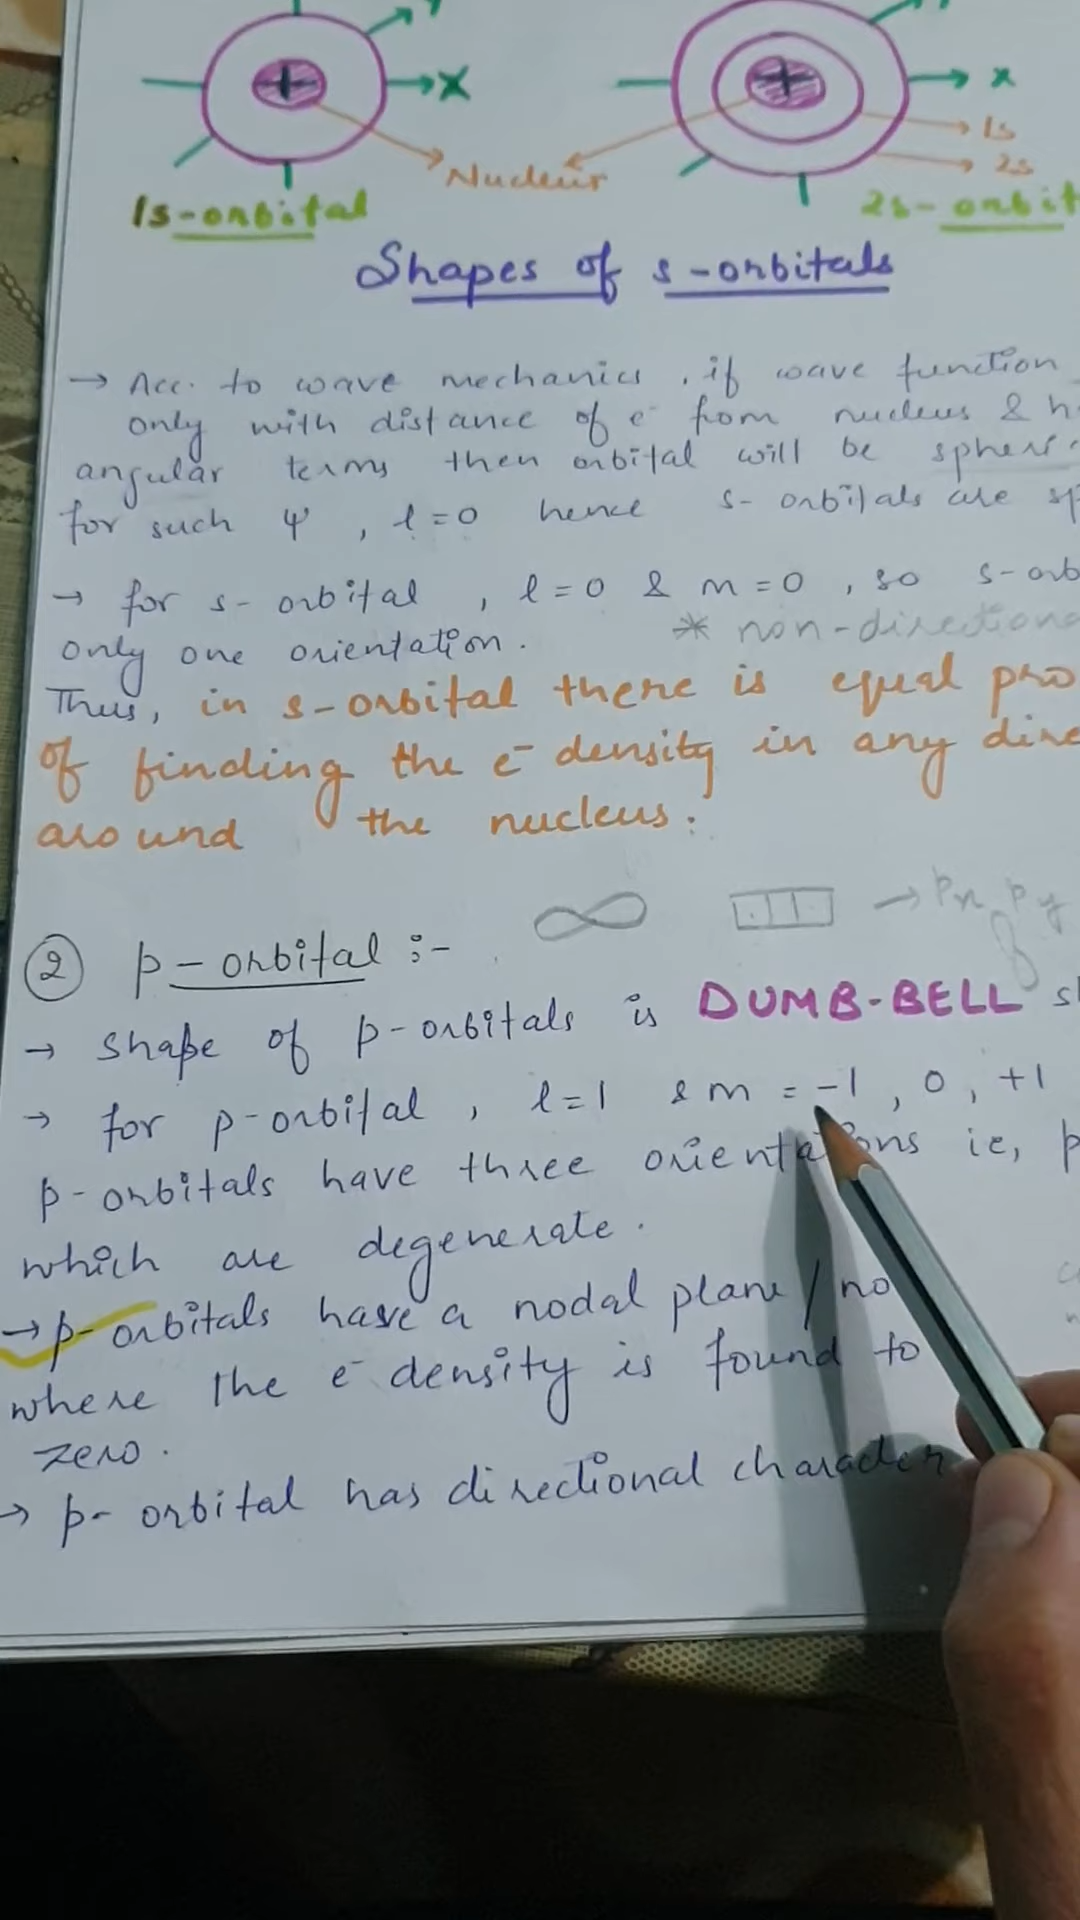 Y
X
x
Nucleus
1s
2s
1s-orbital
2s-orbit
Shapes of s-orbitals
→ Acc. to wave mechanics, if wave function
only with distance of e⁻ from nucleus & h
angular terms then orbital will be spheri
for such ψ, l=0 hence s-orbitals are sp
→ for s-orbital, l=0 & m=0, so s-orb
only one orientation.
* non-directiona
Thus, in s-orbital there is equal pro
of finding the e⁻ density in any dire
around the nucleus.
→ Px Py
② p-orbital :-
→ shape of p-orbitals is DUMB-BELL sh
→ for p-orbital, l=1 & m = -1, 0, +1
p-orbitals have three orientations ie, p
which are degenerate.
→ p-orbitals have a nodal plane/no
where the e⁻ density is found to
zero.
→ p-orbital has directional character